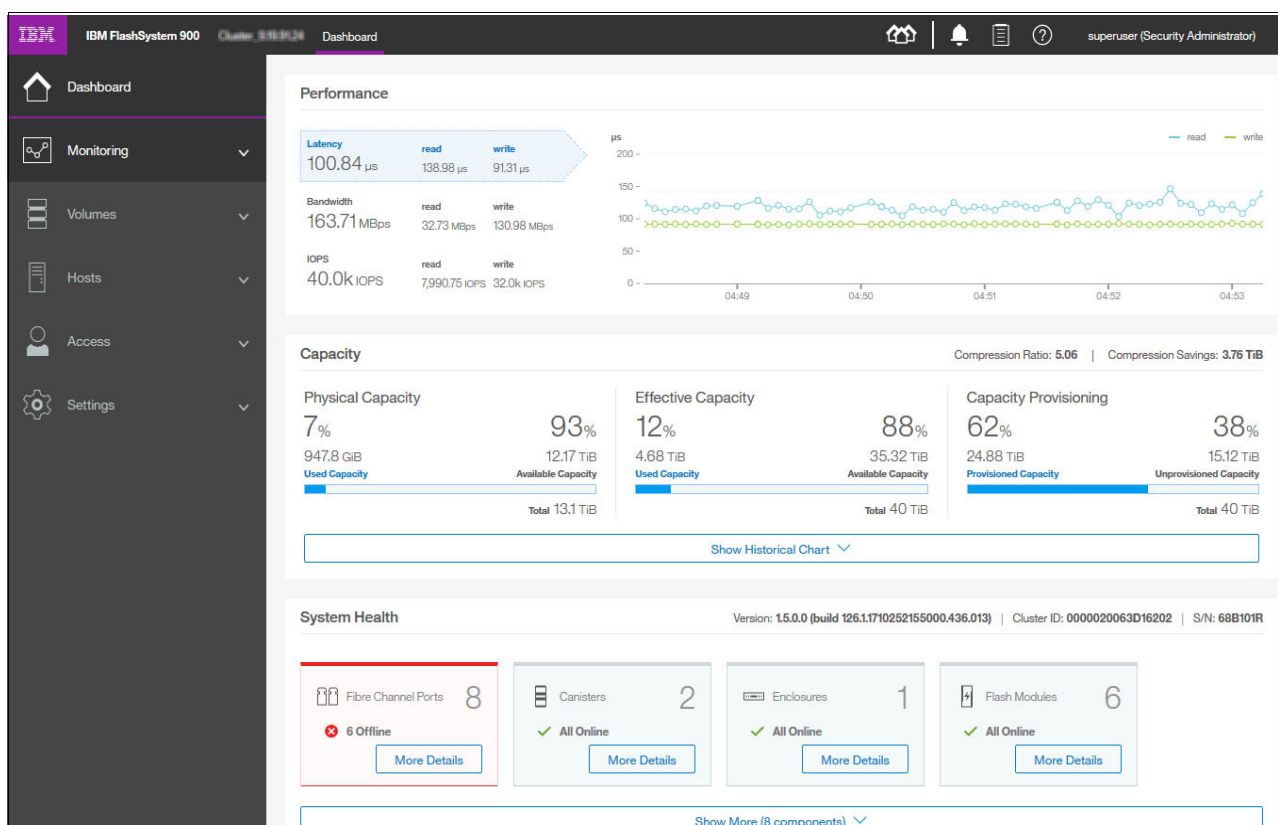 IBM
IBM FlashSystem 900
Dashboard
superuser (Security Administrator)
Dashboard
Monitoring
Volumes
Hosts
Access
Settings
Performance
Latency read write
100.84 µs 138.98 µs 91.31 µs
Bandwidth read write
163.71 MBps 32.73 MBps 130.98 MBps
IOPS read write
40.0k IOPS 7,990.75 IOPS 32.0k IOPS
µs
read write
200
150
100
50
0
04:49 04:50 04:51 04:52 04:53
Capacity
Compression Ratio: 5.06 | Compression Savings: 3.76 TiB
Physical Capacity
7% 93%
947.8 GiB 12.17 TiB
Used Capacity Available Capacity
Total 13.1 TiB
Effective Capacity
12% 88%
4.68 TiB 35.32 TiB
Used Capacity Available Capacity
Total 40 TiB
Capacity Provisioning
62% 38%
24.88 TiB 15.12 TiB
Provisioned Capacity Unprovisioned Capacity
Total 40 TiB
Show Historical Chart
System Health
Version: 1.5.0.0 (build 126.1.1710252155000.436.013) | Cluster ID: 0000020063D16202 | S/N: 68B101R
Fibre Channel Ports 8
6 Offline
More Details
Canisters 2
All Online
More Details
Enclosures 1
All Online
More Details
Flash Modules 6
All Online
More Details
Show More (8 components)